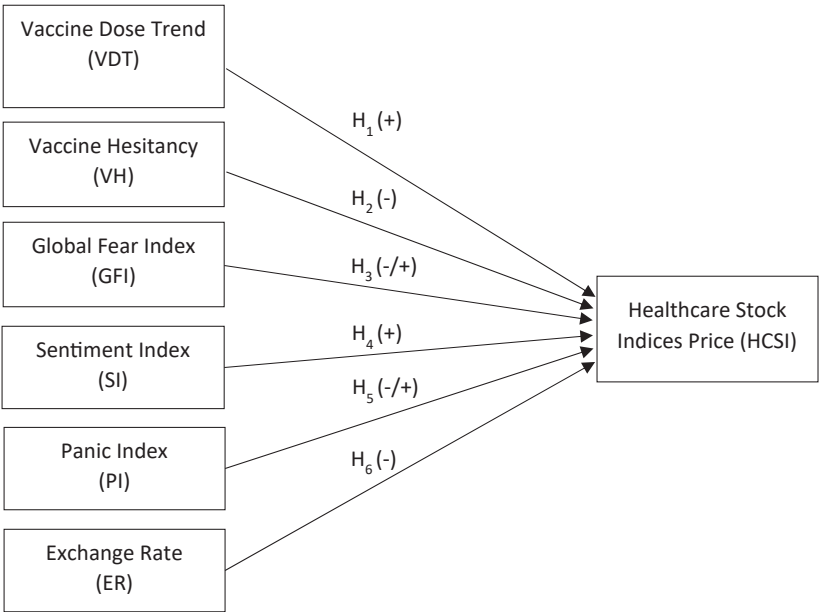 Vaccine Dose Trend
(VDT)
H₁ (+)
Vaccine Hesitancy
(VH)
H₂ (-)
Global Fear Index
(GFI)
H₃ (-/+)
Healthcare Stock
Indices Price (HCSI)
Sentiment Index
(SI)
H₄ (+)
H₅ (-/+)
Panic Index
(PI)
H₆ (-)
Exchange Rate
(ER)